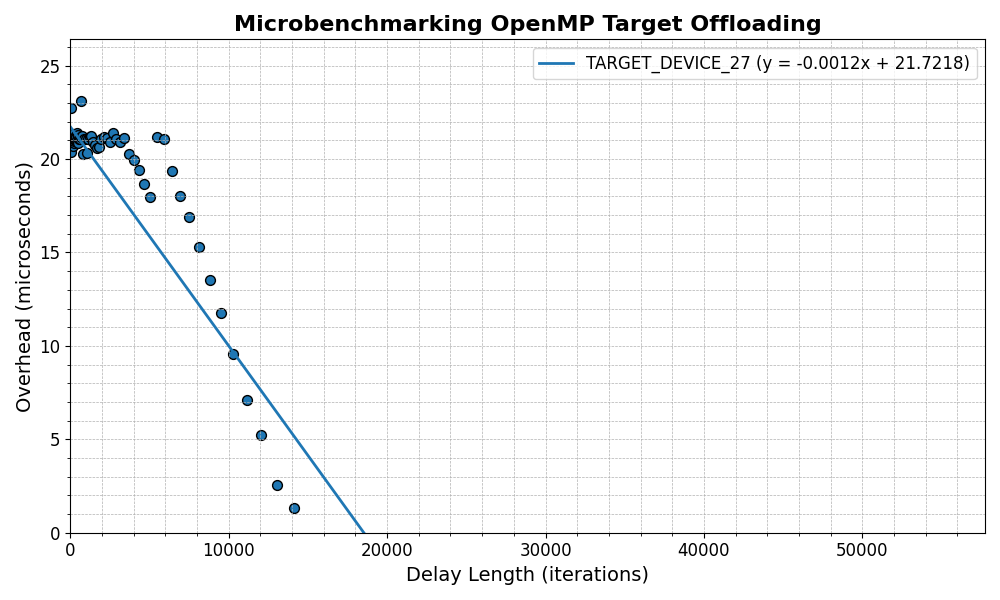 Microbenchmarking OpenMP Target Offloading
TARGET_DEVICE_27 (y = -0.0012x + 21.7218)
Overhead (microseconds)
25
20
15
10
5
0
0 10000 20000 30000 40000 50000
Delay Length (iterations)